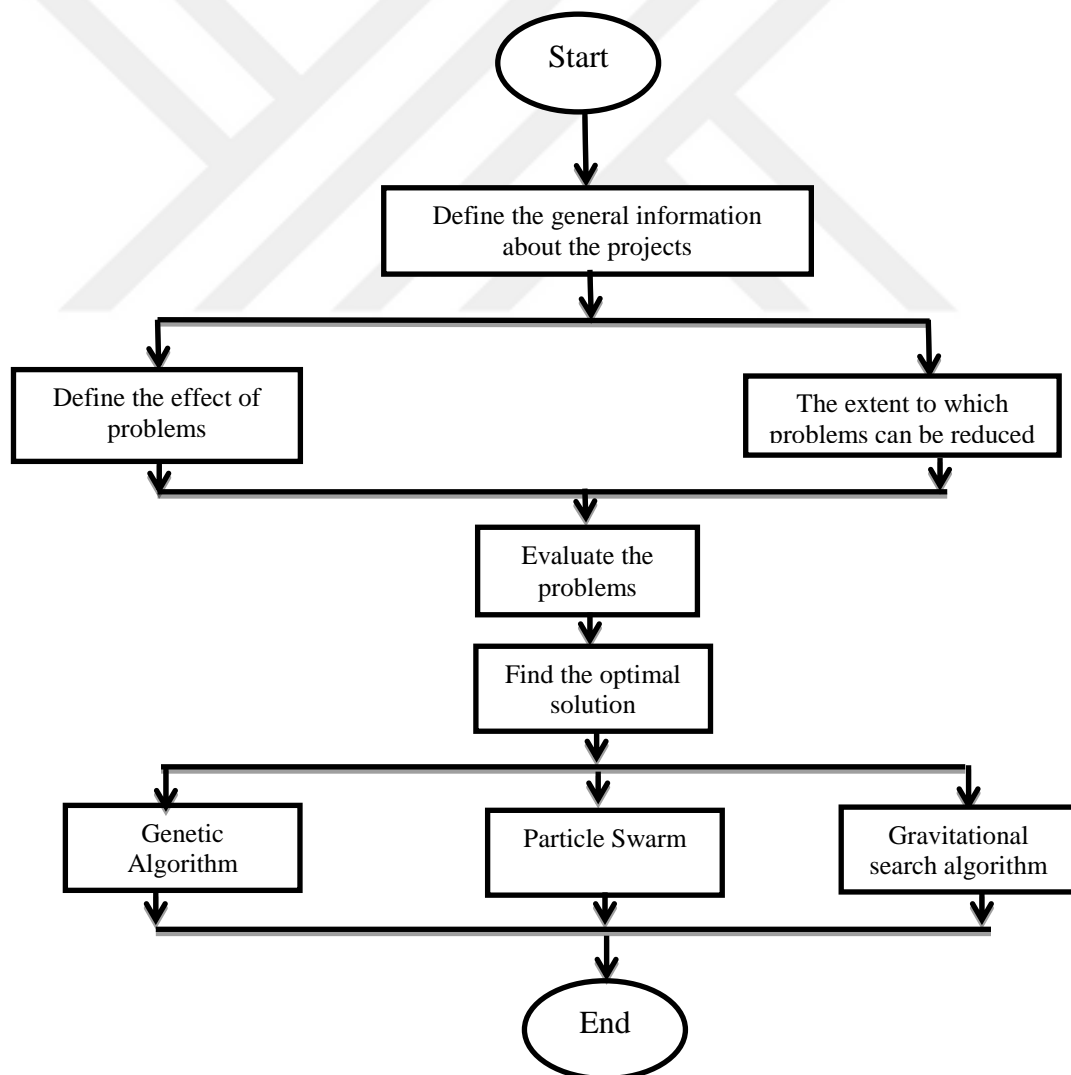 Start
Define the general information
about the projects
Define the effect of
problems
The extent to which
problems can be reduced
Evaluate the
problems
Find the optimal
solution
Genetic
Algorithm
Particle Swarm
Gravitational
search algorithm
End